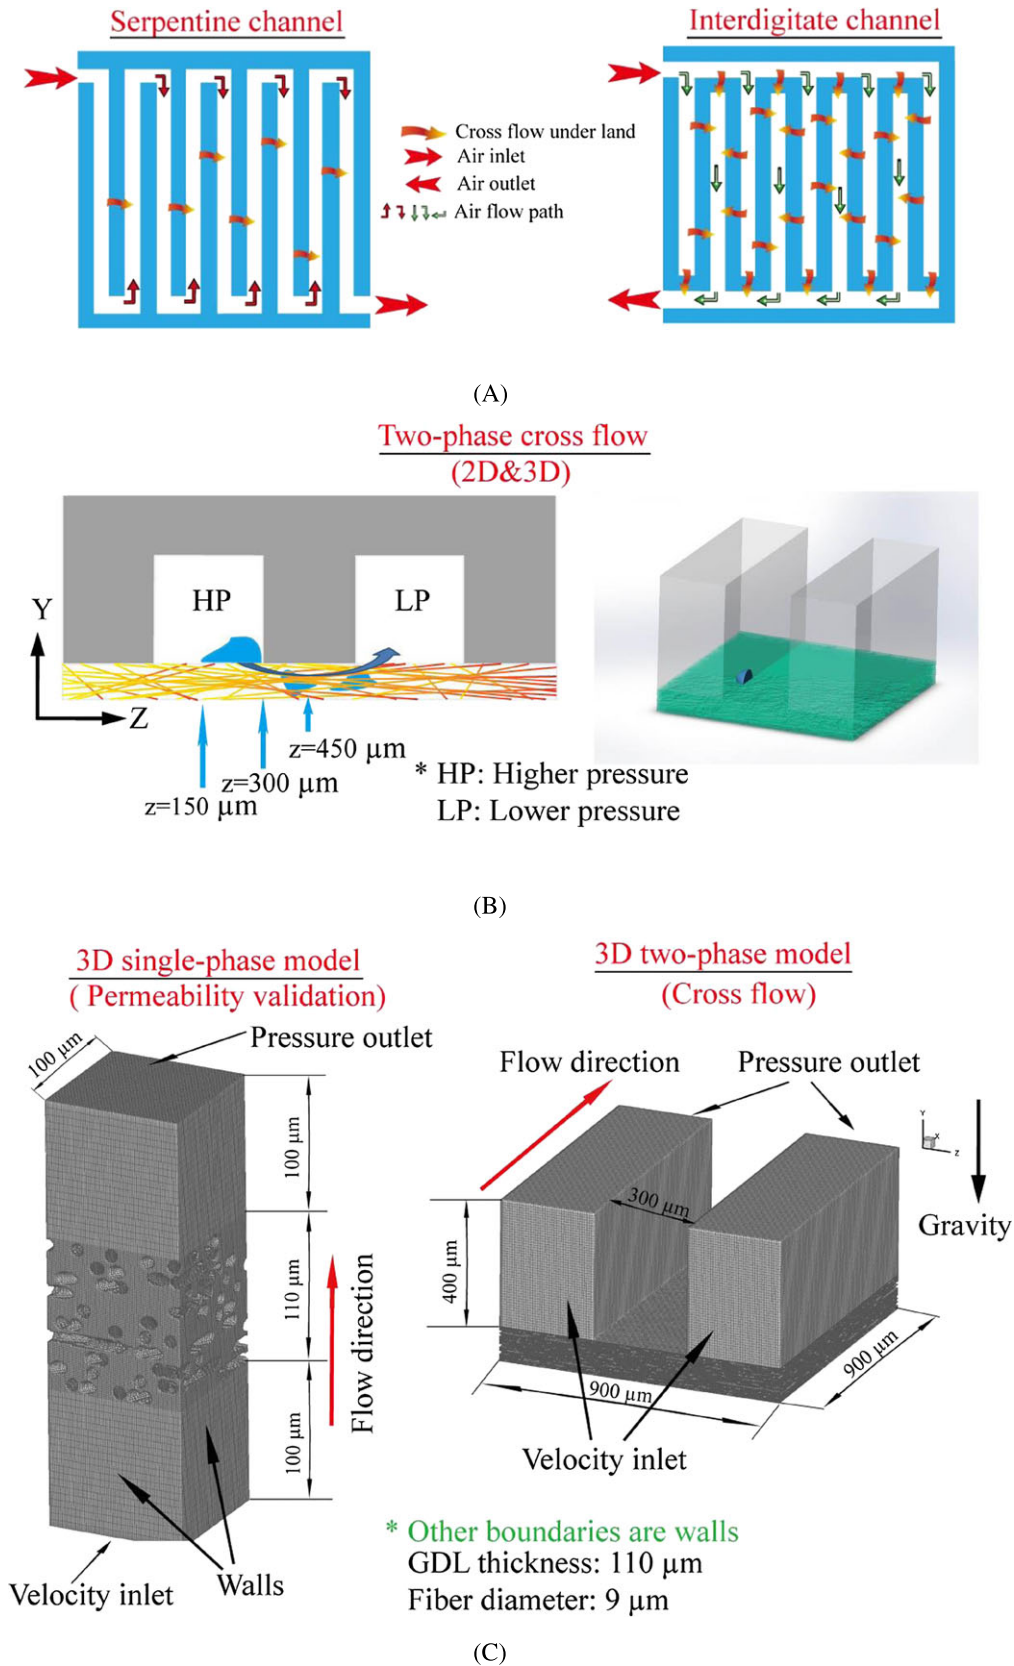 Serpentine channel
Interdigitate channel
Cross flow under land
Air inlet
Air outlet
Air flow path
(A)
Two-phase cross flow
(2D&3D)
HP
LP
Y
Z
z=450 µm
z=300 µm
z=150 µm
* HP: Higher pressure
LP: Lower pressure
(B)
3D single-phase model
( Permeability validation)
3D two-phase model
(Cross flow)
Pressure outlet
100 µm
100 µm
110 µm
100 µm
Flow direction
Velocity inlet
Walls
Flow direction
Pressure outlet
Y
X
Z
Gravity
300 µm
400 µm
900 µm
900 µm
Velocity inlet
* Other boundaries are walls
GDL thickness: 110 µm
Fiber diameter: 9 µm
(C)